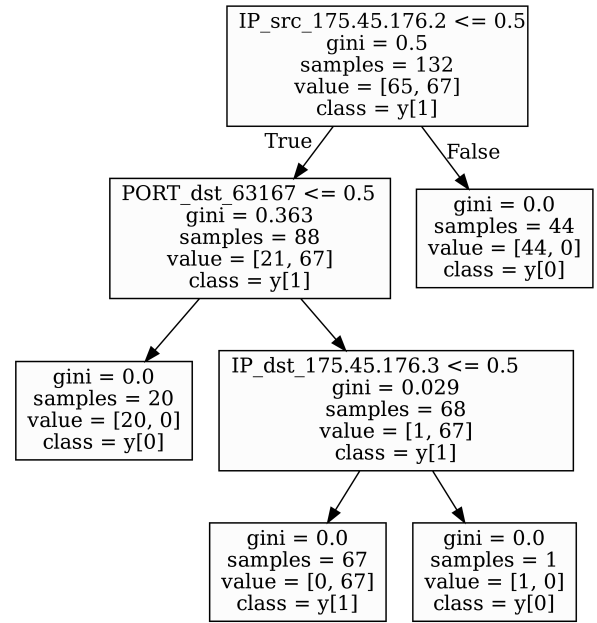 IP_src_175.45.176.2 <= 0.5
gini = 0.5
samples = 132
value = [65, 67]
class = y[1]
True
False
PORT_dst_63167 <= 0.5
gini = 0.363
samples = 88
value = [21, 67]
class = y[1]
gini = 0.0
samples = 44
value = [44, 0]
class = y[0]
gini = 0.0
samples = 20
value = [20, 0]
class = y[0]
IP_dst_175.45.176.3 <= 0.5
gini = 0.029
samples = 68
value = [1, 67]
class = y[1]
gini = 0.0
samples = 67
value = [0, 67]
class = y[1]
gini = 0.0
samples = 1
value = [1, 0]
class = y[0]